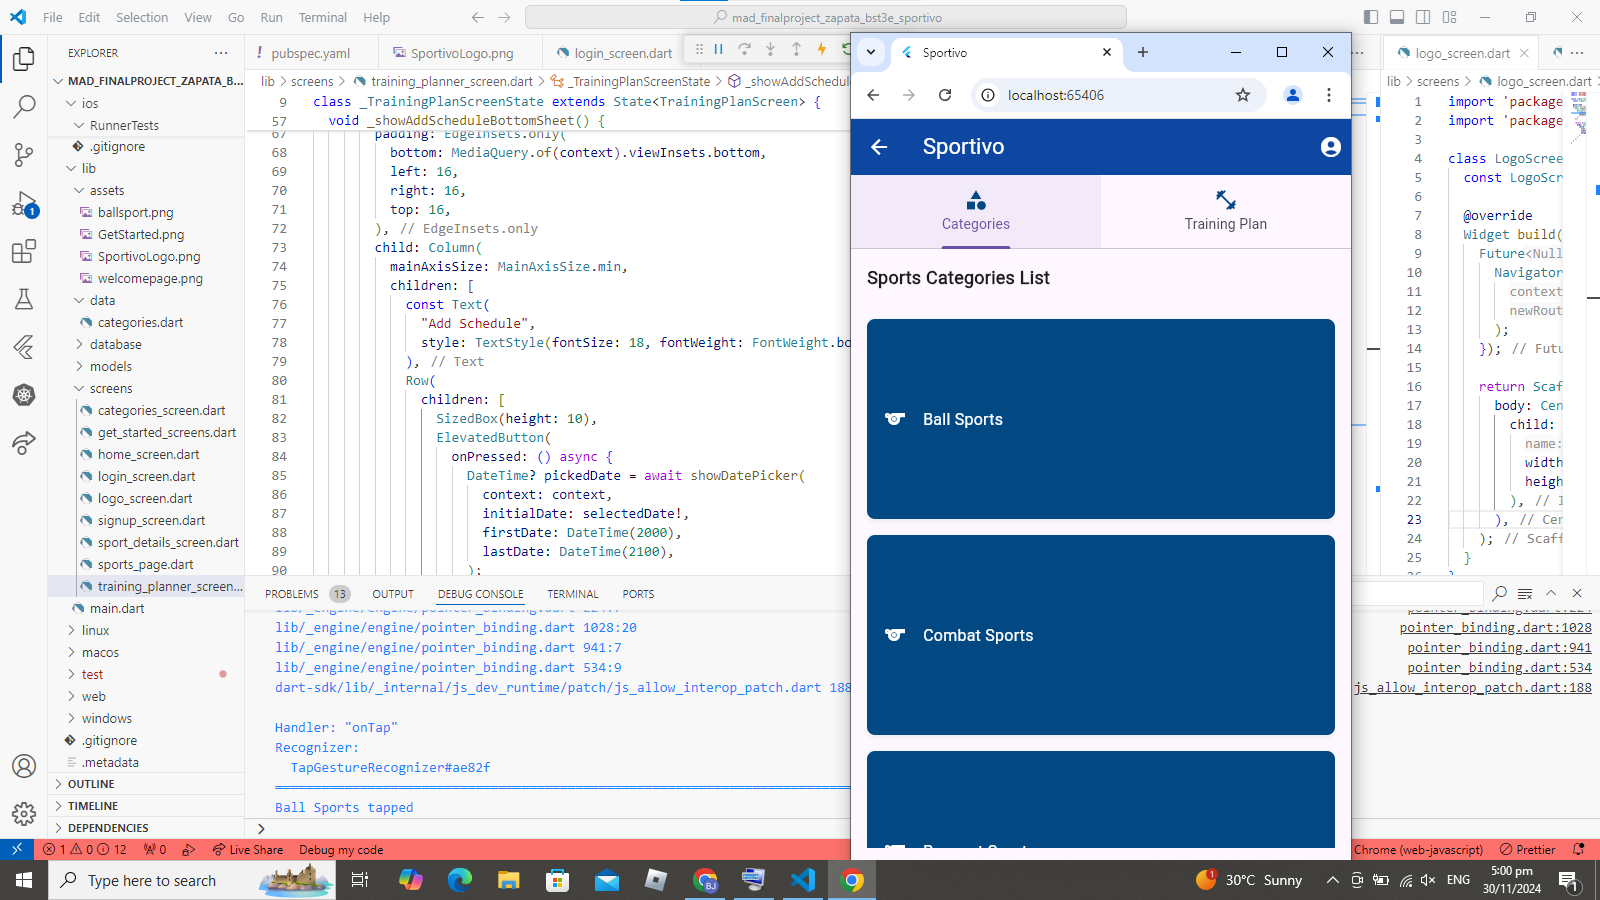 File Edit Selection View Go Run Terminal Help
mad_finalproject_zapata_bst3e_sportivo
EXPLORER
MAD_FINALPROJECT_ZAPATA_B...
ios
RunnerTests
.gitignore
lib
assets
ballsport.png
GetStarted.png
SportivoLogo.png
welcomepage.png
data
categories.dart
database
models
screens
categories_screen.dart
get_started_screens.dart
home_screen.dart
login_screen.dart
logo_screen.dart
signup_screen.dart
sport_details_screen.dart
sports_page.dart
training_planner_screen...
main.dart
linux
macos
test
web
windows
.gitignore
.metadata
OUTLINE
TIMELINE
DEPENDENCIES
pubspec.yaml
SportivoLogo.png
login_screen.dart
lib > screens > training_planner_screen.dart > _TrainingPlanScreenState > _showAddSchedule
9 class _TrainingPlanScreenState extends State<TrainingPlanScreen> {
57 void _showAddScheduleBottomSheet() {
67 padding: EdgeInsets.only(
68 bottom: MediaQuery.of(context).viewInsets.bottom,
69 left: 16,
70 right: 16,
71 top: 16,
72 ), // EdgeInsets.only
73 child: Column(
74 mainAxisSize: MainAxisSize.min,
75 children: [
76 const Text(
77 "Add Schedule",
78 style: TextStyle(fontSize: 18, fontWeight: FontWeight.bo
79 ), // Text
80 Row(
81 children: [
82 SizedBox(height: 10),
83 ElevatedButton(
84 onPressed: () async {
85 DateTime? pickedDate = await showDatePicker(
86 context: context,
87 initialDate: selectedDate!,
88 firstDate: DateTime(2000),
89 lastDate: DateTime(2100),
90 );
PROBLEMS 13 OUTPUT DEBUG CONSOLE TERMINAL PORTS
lib/_engine/engine/pointer_binding.dart 1028:20
lib/_engine/engine/pointer_binding.dart 941:7
lib/_engine/engine/pointer_binding.dart 534:9
dart-sdk/lib/_internal/js_dev_runtime/patch/js_allow_interop_patch.dart 188
Handler: "onTap"
Recognizer:
TapGestureRecognizer#ae82f
Ball Sports tapped
Sportivo
localhost:65406
Sportivo
Categories
Training Plan
Sports Categories List
Ball Sports
Combat Sports
logo_screen.dart
lib > screens > logo_screen.dart >
1 import 'package
2 import 'package
3
4 class LogoScree
5 const LogoScr
6
7 @override
8 Widget build(
9 Future<Null
10 Navigator
11 context
12 newRout
13 );
14 }); // Futu
15
16 return Scaf
17 body: Cen
18 child:
19 name:
20 width
21 heigh
22 ), // I
23 ), // Cen
24 ); // Scaff
25 }
pointer_binding.dart:1028
pointer_binding.dart:941
pointer_binding.dart:534
js_allow_interop_patch.dart:188
1 0 12 0 Live Share Debug my code
Chrome (web-javascript) Prettier
Type here to search
BJ
1
30°C Sunny
ENG
5:00 pm
30/11/2024
1